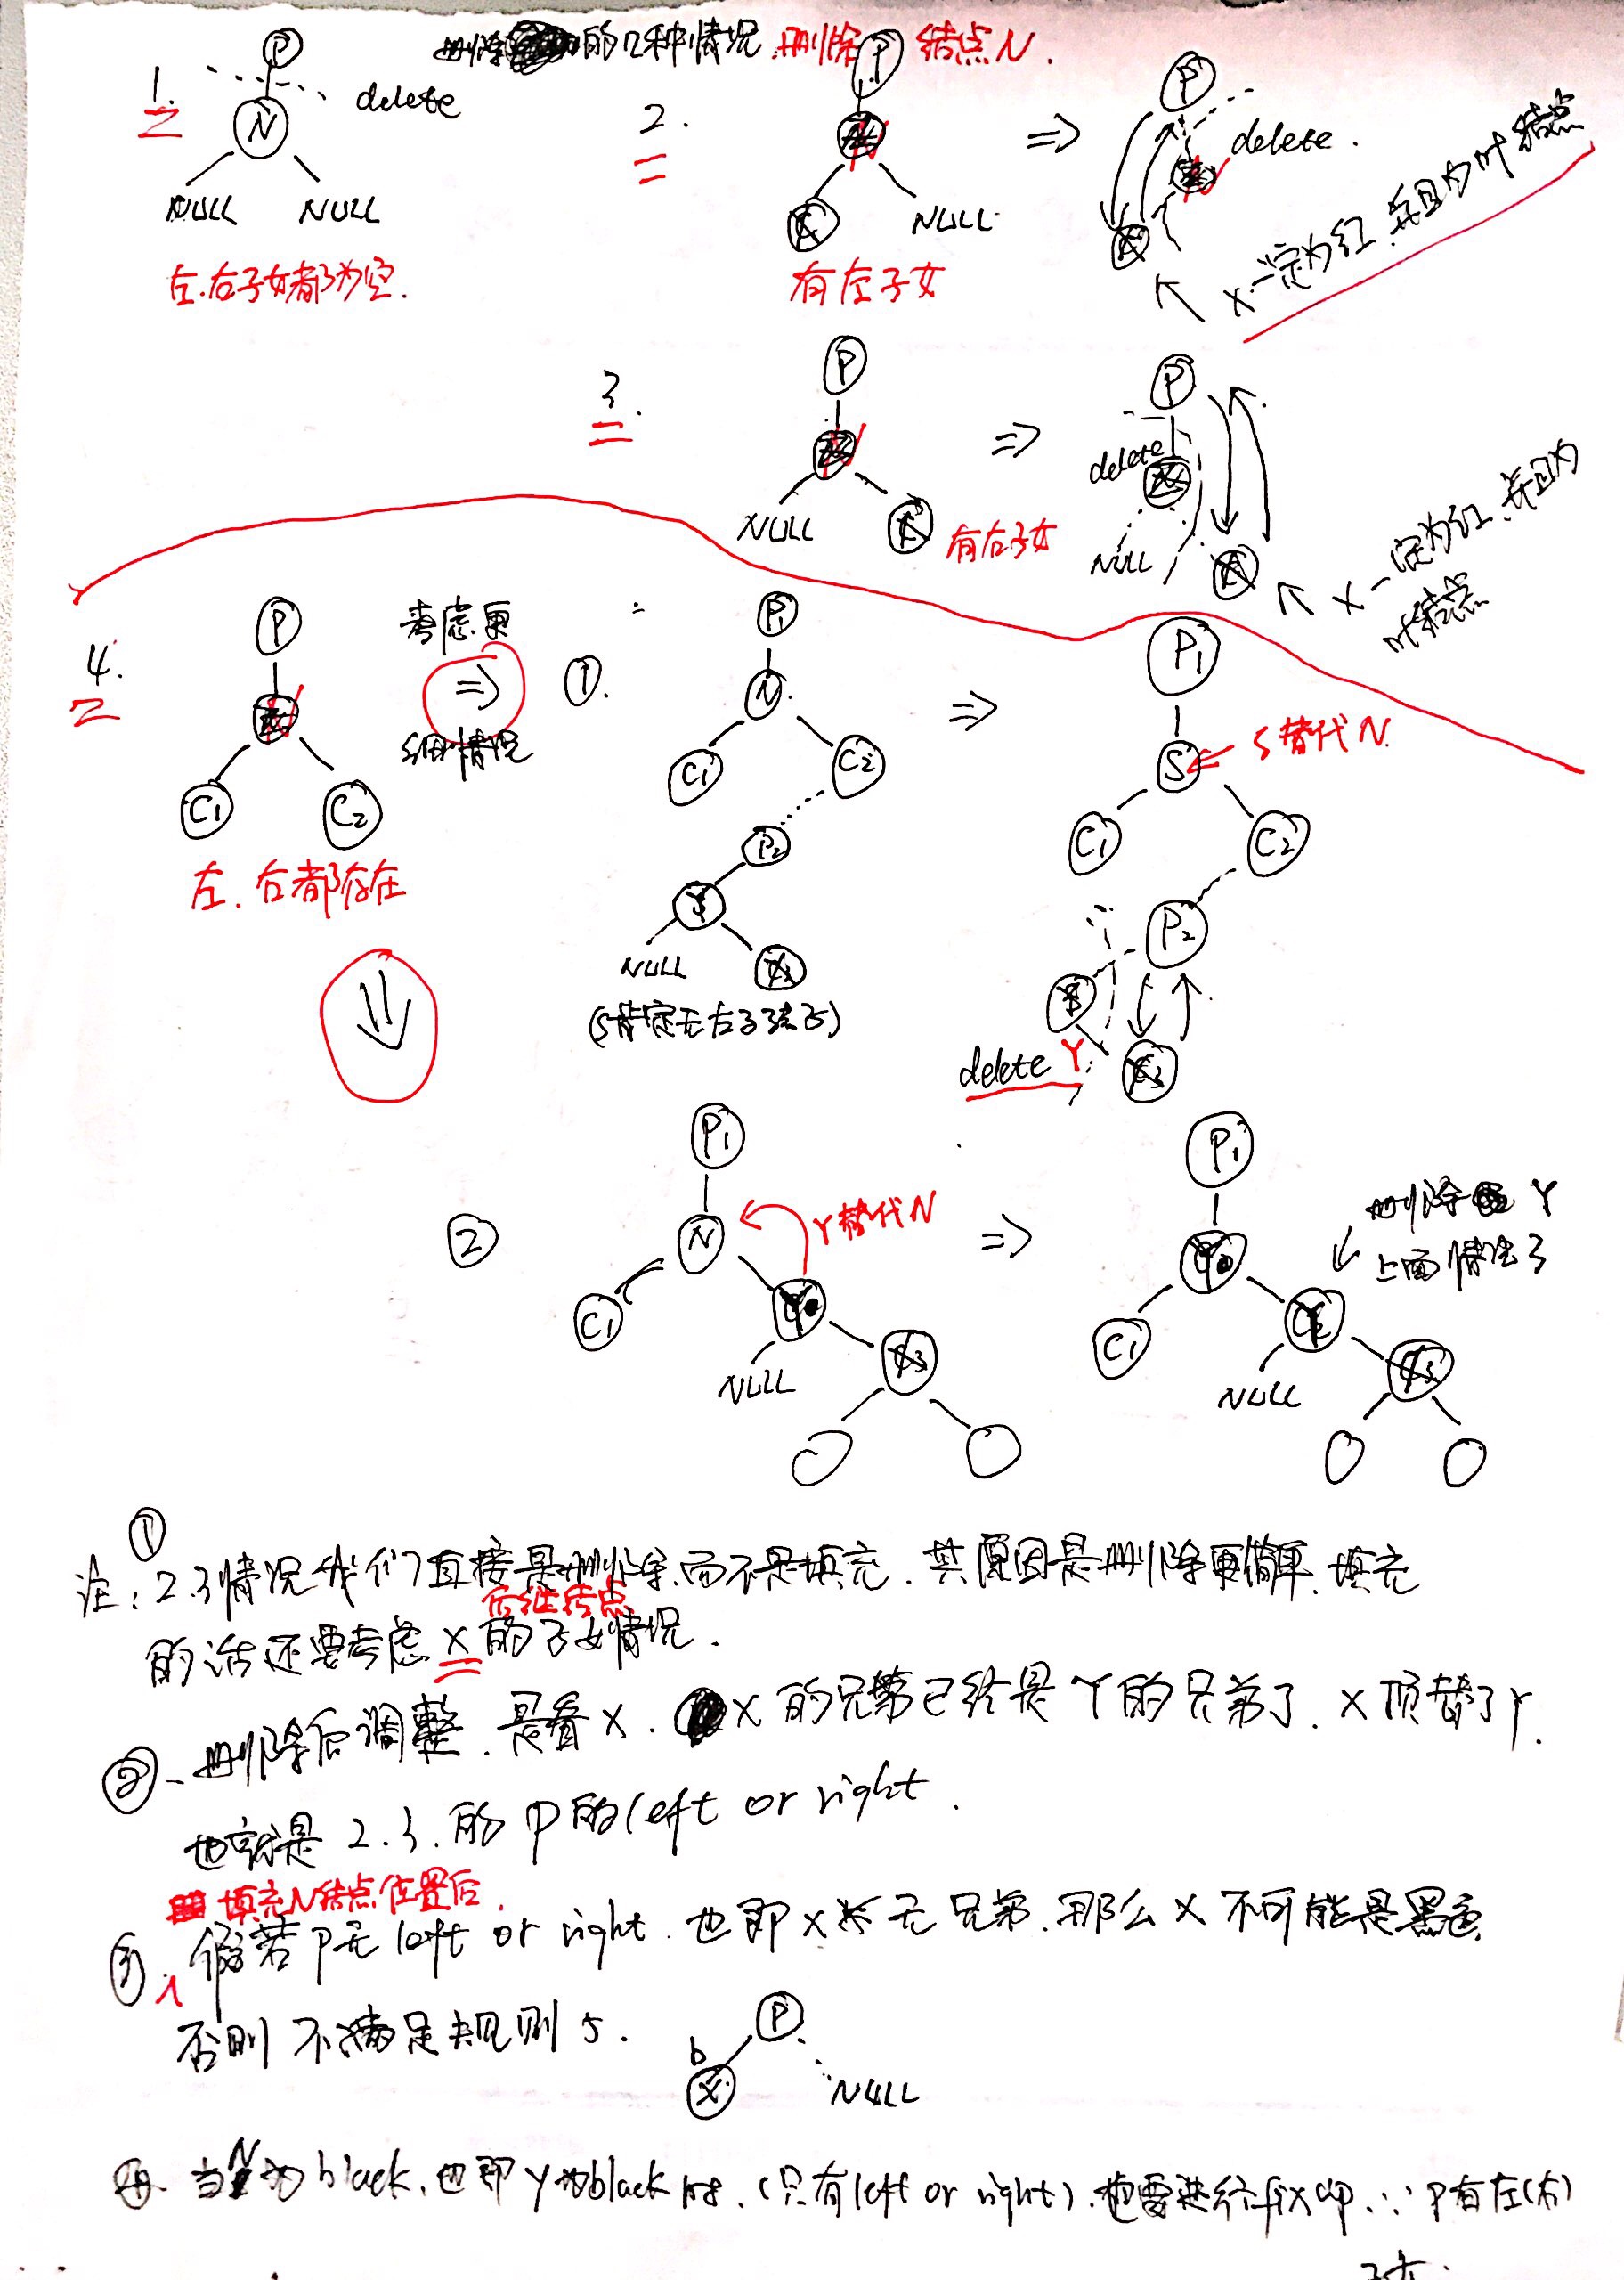 删除的几种情况 删除 结点N.
1.
P
N
delete
NULL NULL
左.右子女都为空.
2.
P
N
X
NULL
有左子女
⇒
P
N
delete.
X
X一定为红.并且为叶结点
3.
P
N
NULL
X
有右子女
⇒
P
delete
N
NULL
X
X一定为红.并且为
叶结点
4.
P
N
C1 C2
左、右都存在
考虑更
⇒
细情况
①.
P1
N
C1 C2
P2
Y
NULL X
(S肯定无左子孩子)
⇒
P1
S
S替代N.
C1 C2
P2
delete Y
X
②
P1
N
Y替代N
C1 Y
NULL
⇒
P1
Y
C1
NULL
删除 Y
上面情况3
①
注:2.3情况我们直接是删除.而不是填充.其原因是删除更简单.填充
后继结点
的话还要考虑X的子女情况.
②.删除后调整.是看X.X的兄弟已经是Y的兄弟了.X顶替了Y.
也就是2.3.的P的left or right.
填充N结点位置后.
③.假若P无left or right.也即X无兄弟.那么X不可能是黑色
否则不满足规则5.
P
b
X
NULL
④.当N为black.也即Y为black时.(只有left or right).也要进行fixup.∵P有左(右)